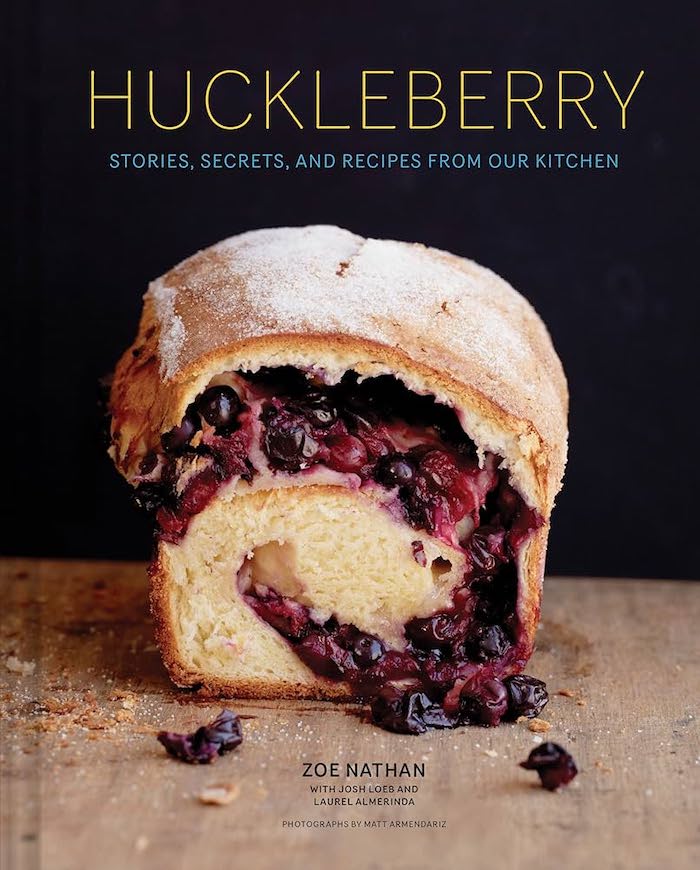 HUCKLEBERRY
STORIES, SECRETS, AND RECIPES FROM OUR KITCHEN
ZOE NATHAN
WITH JOSH LOEB AND
LAUREL ALMERINDA
PHOTOGRAPHS BY MATT ARMENDARIZ